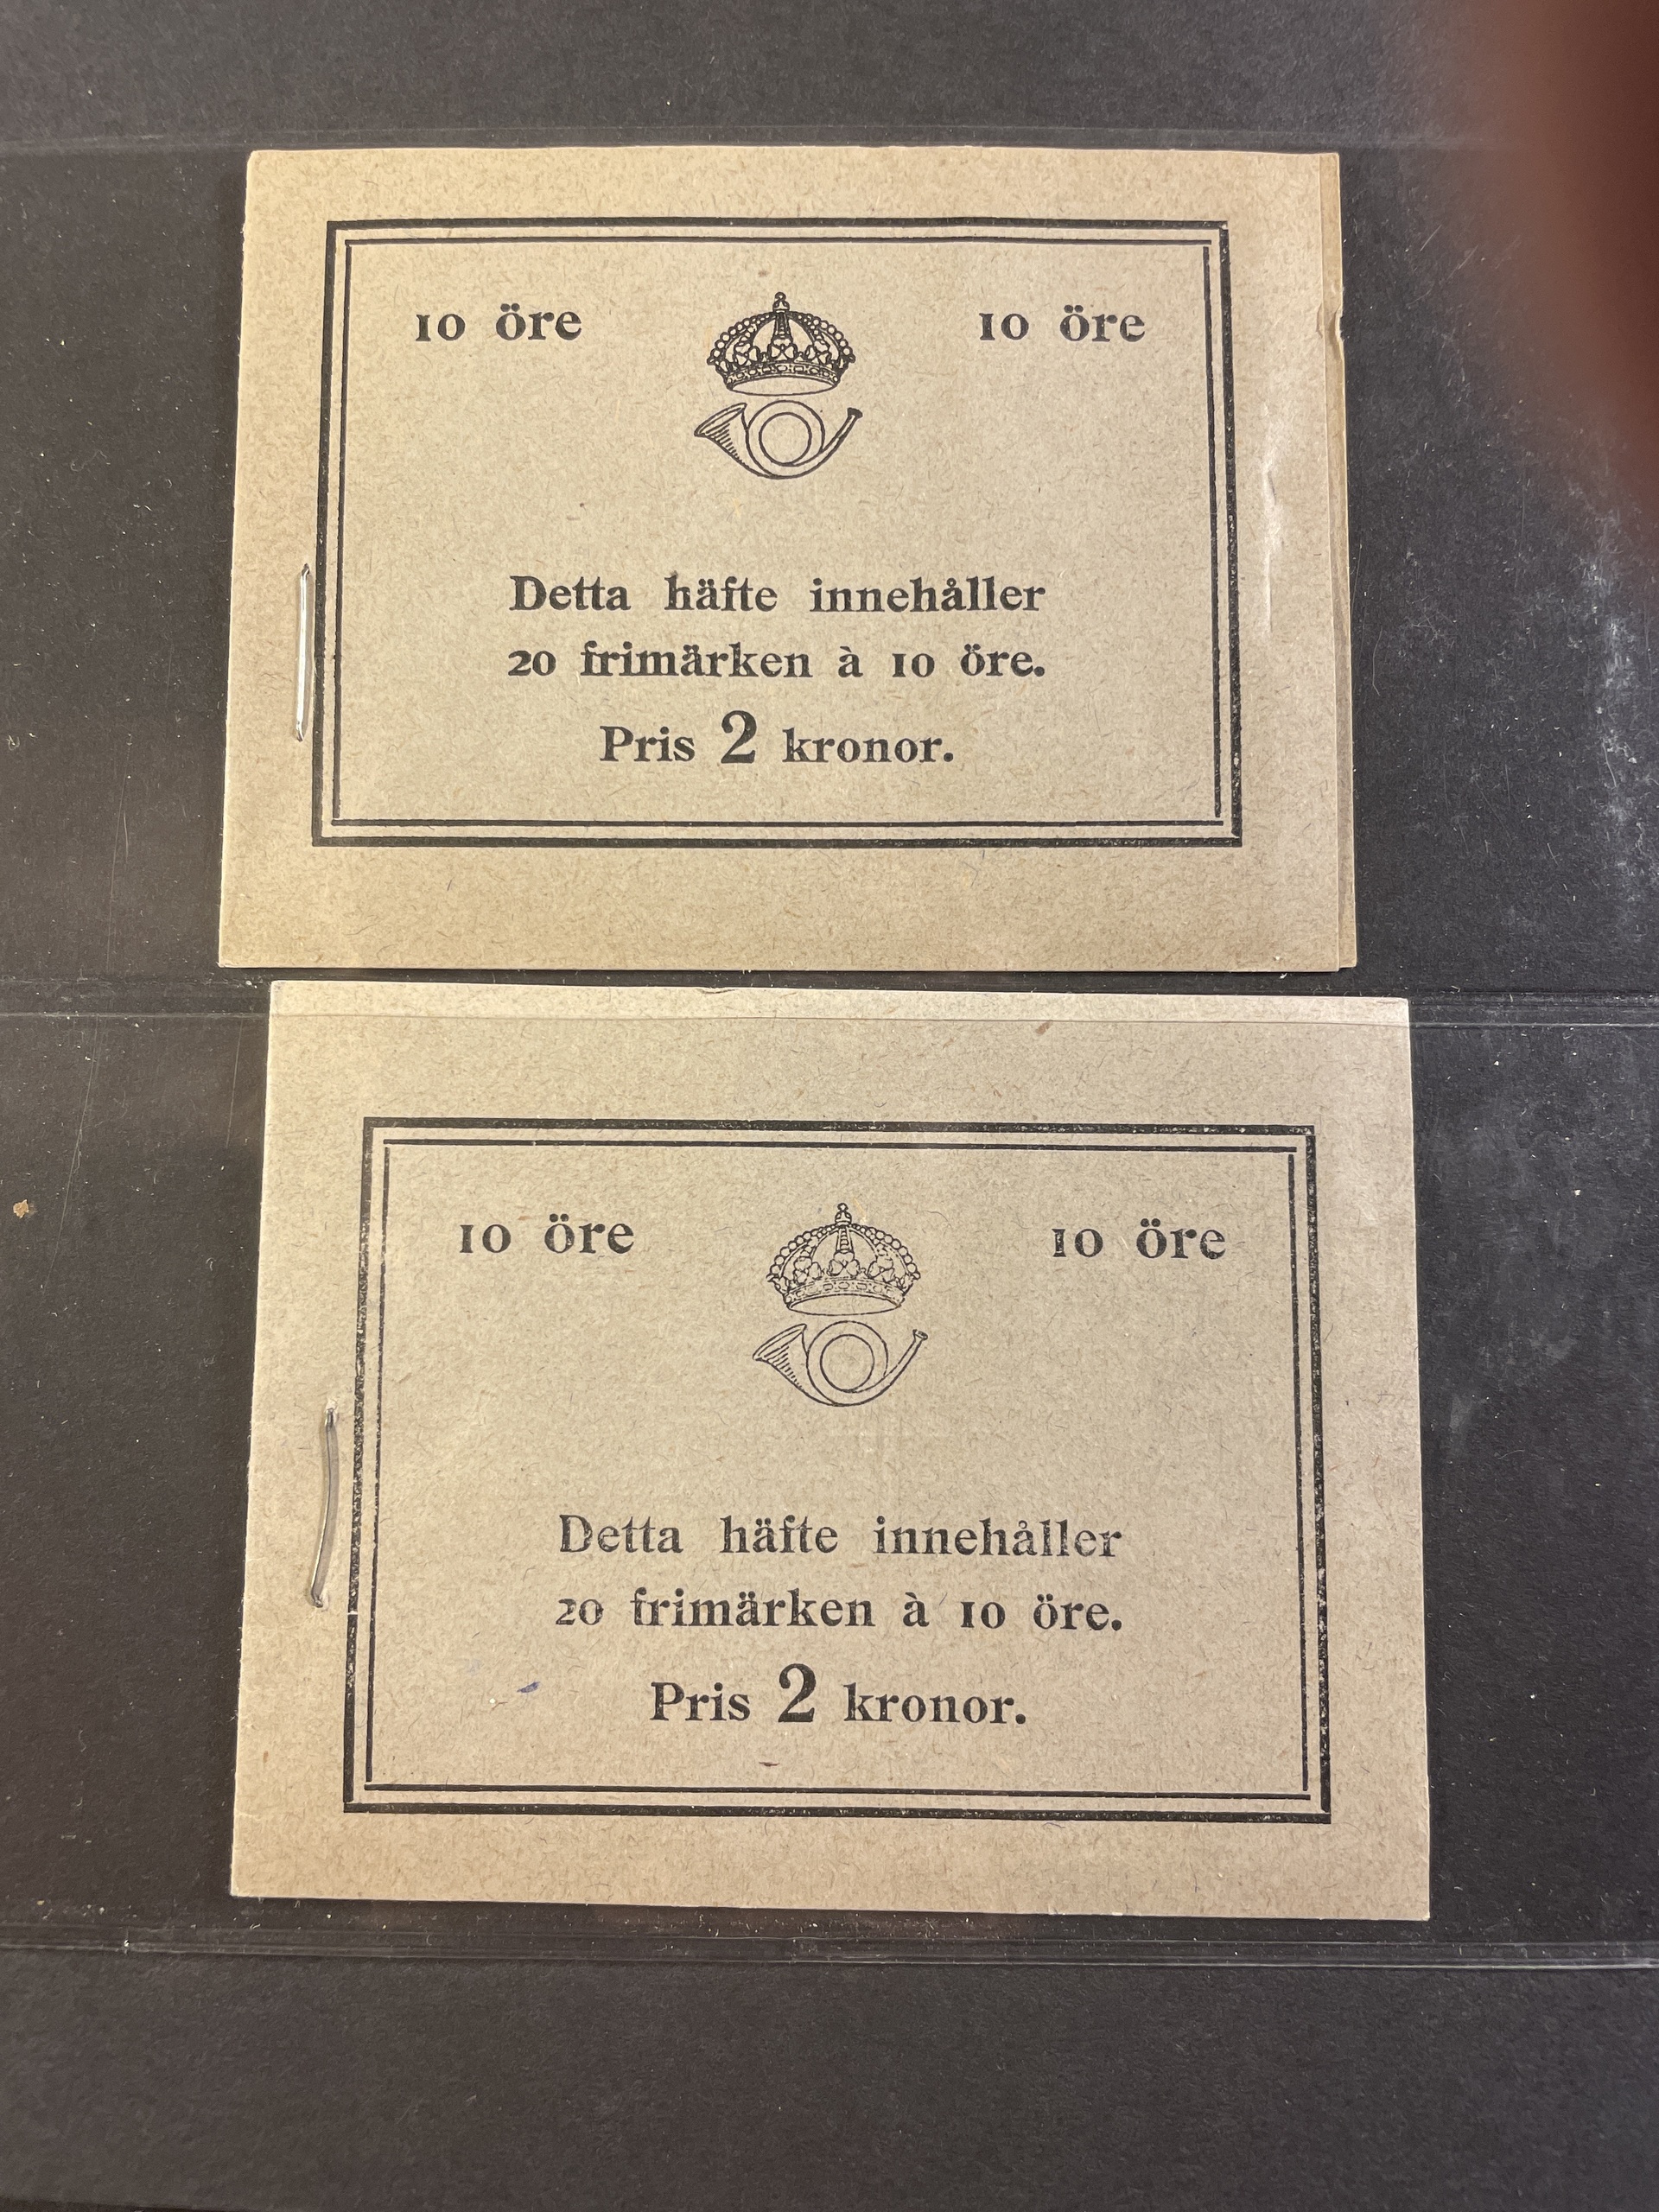 10 öre 10 öre
Detta häfte innehåller
20 frimärken à 10 öre.
Pris 2 kronor.
10 öre 10 öre
Detta häfte innehåller
20 frimärken à 10 öre.
Pris 2 kronor.